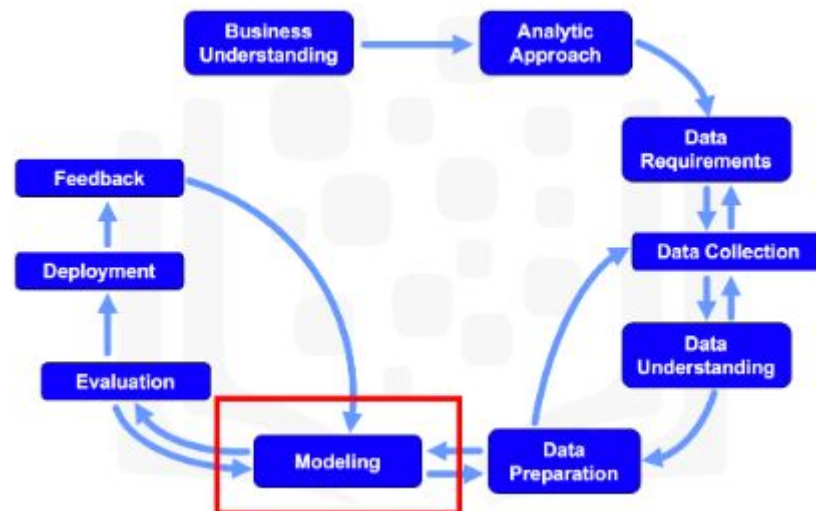 Business
Understanding
Analytic
Approach
Data
Requirements
Feedback
Data Collection
Deployment
Data
Understanding
Evaluation
Modeling
Data
Preparation